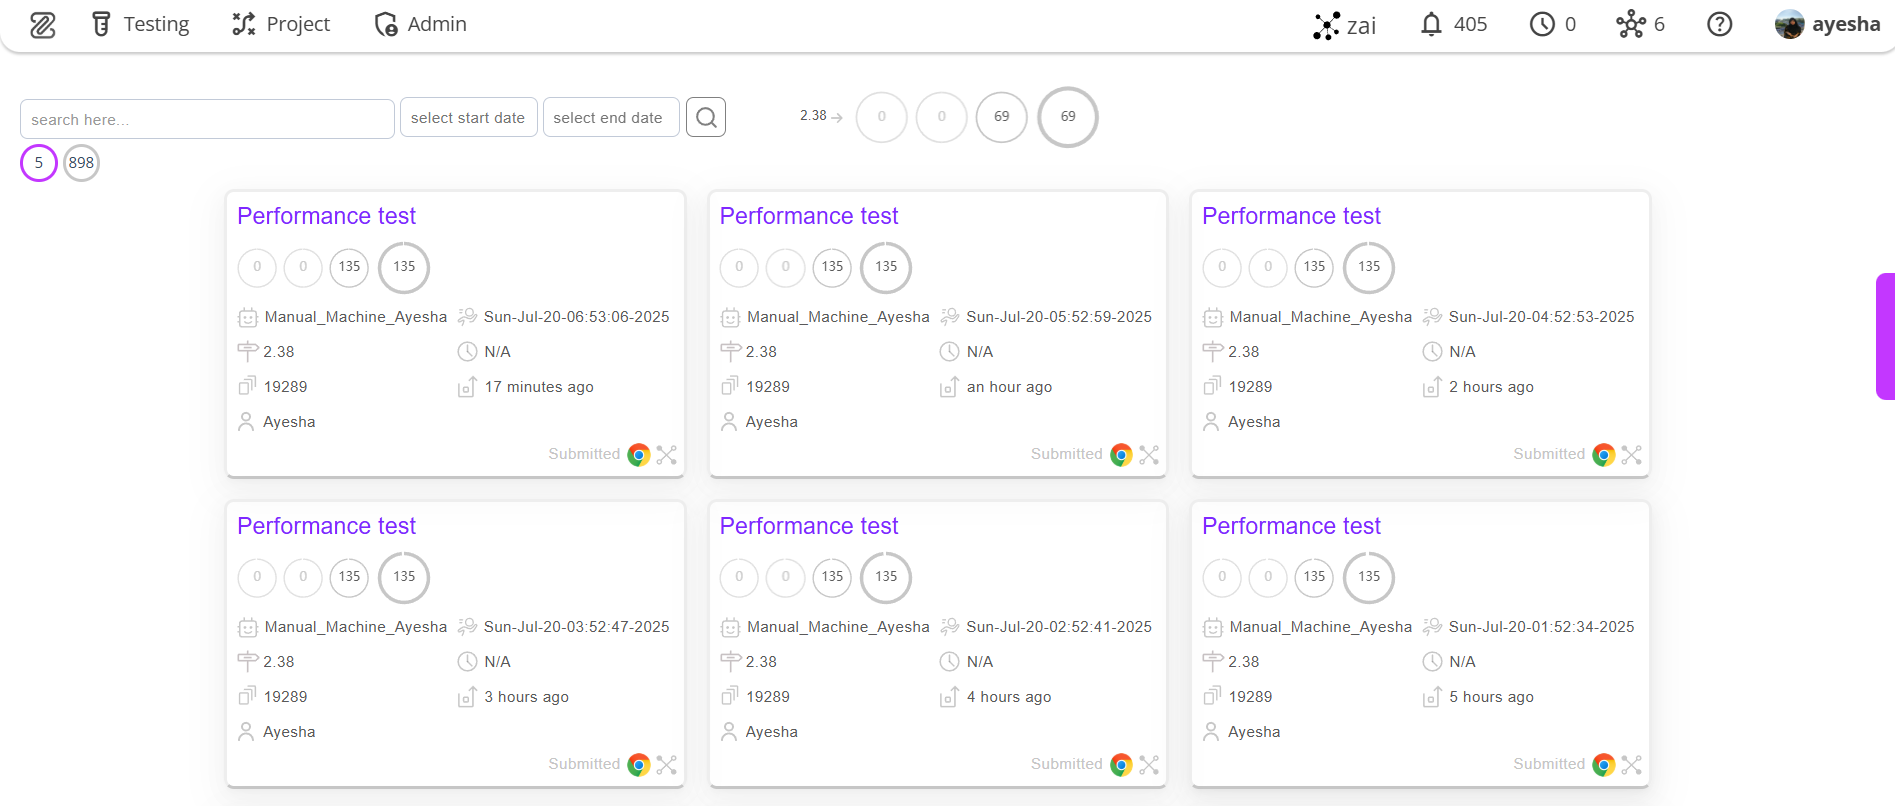 Testing Project Admin zai 405 0 6 ayesha
search here... select start date select end date 2.38 0 0 69 69
5 898
Performance test Performance test Performance test
0 0 135 135 0 0 135 135 0 0 135 135
Manual_Machine_Ayesha Sun-Jul-20-06:53:06-2025 Manual_Machine_Ayesha Sun-Jul-20-05:52:59-2025 Manual_Machine_Ayesha Sun-Jul-20-04:52:53-2025
2.38 N/A 2.38 N/A 2.38 N/A
19289 17 minutes ago 19289 an hour ago 19289 2 hours ago
Ayesha Ayesha Ayesha
Submitted Submitted Submitted
Performance test Performance test Performance test
0 0 135 135 0 0 135 135 0 0 135 135
Manual_Machine_Ayesha Sun-Jul-20-03:52:47-2025 Manual_Machine_Ayesha Sun-Jul-20-02:52:41-2025 Manual_Machine_Ayesha Sun-Jul-20-01:52:34-2025
2.38 N/A 2.38 N/A 2.38 N/A
19289 3 hours ago 19289 4 hours ago 19289 5 hours ago
Ayesha Ayesha Ayesha
Submitted Submitted Submitted